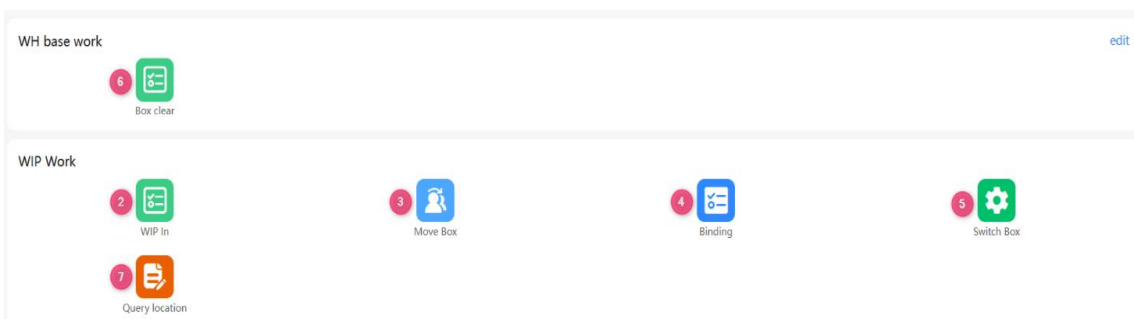 WH base work
edit
6
Box clear
WIP Work
2
3
4
5
WIP In
Move Box
Binding
Switch Box
7
Query location